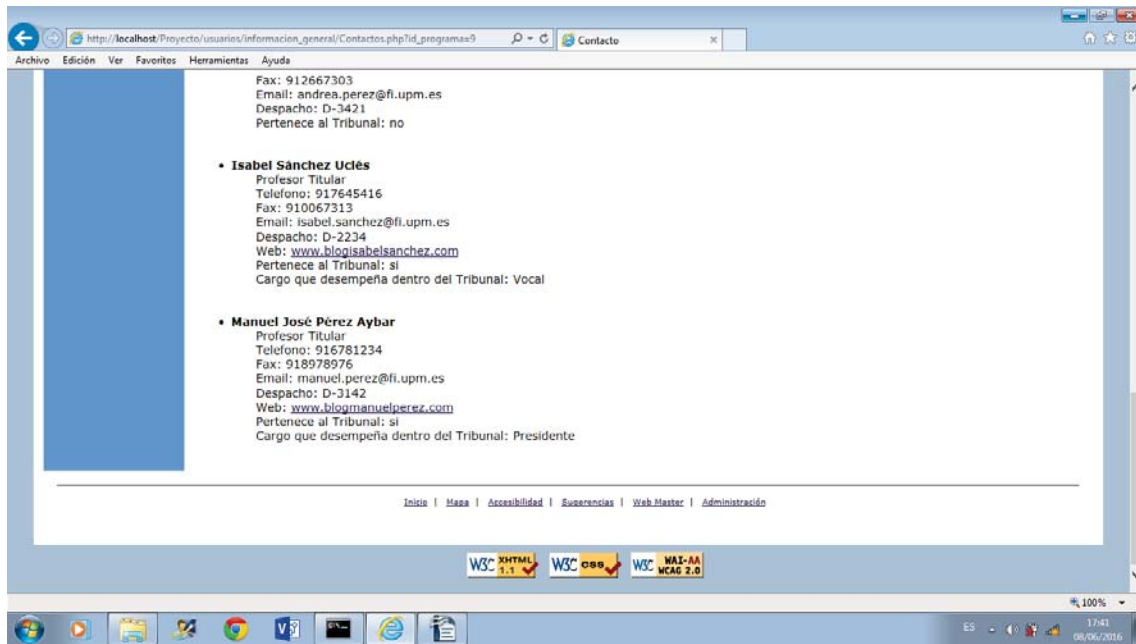 http://localhost/Proyecto/usuarios/informacion_general/Contactos.php?id_programa=9
Contacto
Archivo Edición Ver Favoritos Herramientas Ayuda
Fax: 912667303
Email: andrea.perez@fi.upm.es
Despacho: D-3421
Pertenece al Tribunal: no
• Isabel Sánchez Uclés
Profesor Titular
Telefono: 917645416
Fax: 910067313
Email: isabel.sanchez@fi.upm.es
Despacho: D-2234
Web: www.blogisabelsanchez.com
Pertenece al Tribunal: si
Cargo que desempeña dentro del Tribunal: Vocal
• Manuel José Pérez Aybar
Profesor Titular
Telefono: 916781234
Fax: 918978976
Email: manuel.perez@fi.upm.es
Despacho: D-3142
Web: www.blogmanuelperez.com
Pertenece al Tribunal: si
Cargo que desempeña dentro del Tribunal: Presidente
Inicio | Mapa | Accesibilidad | Sugerencias | Web Master | Administración
W3C XHTML 1.1 W3C css W3C WAI-AA WCAG 2.0
100%
ES 17:41
08/06/2016